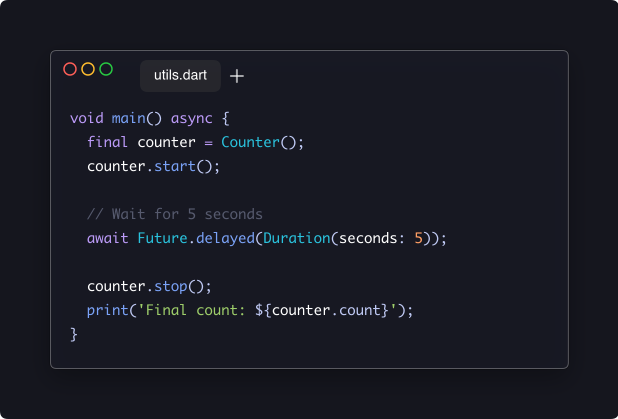 utils.dart
void main() async {
  final counter = Counter();
  counter.start();

  // Wait for 5 seconds
  await Future.delayed(Duration(seconds: 5));

  counter.stop();
  print('Final count: ${counter.count}');
}